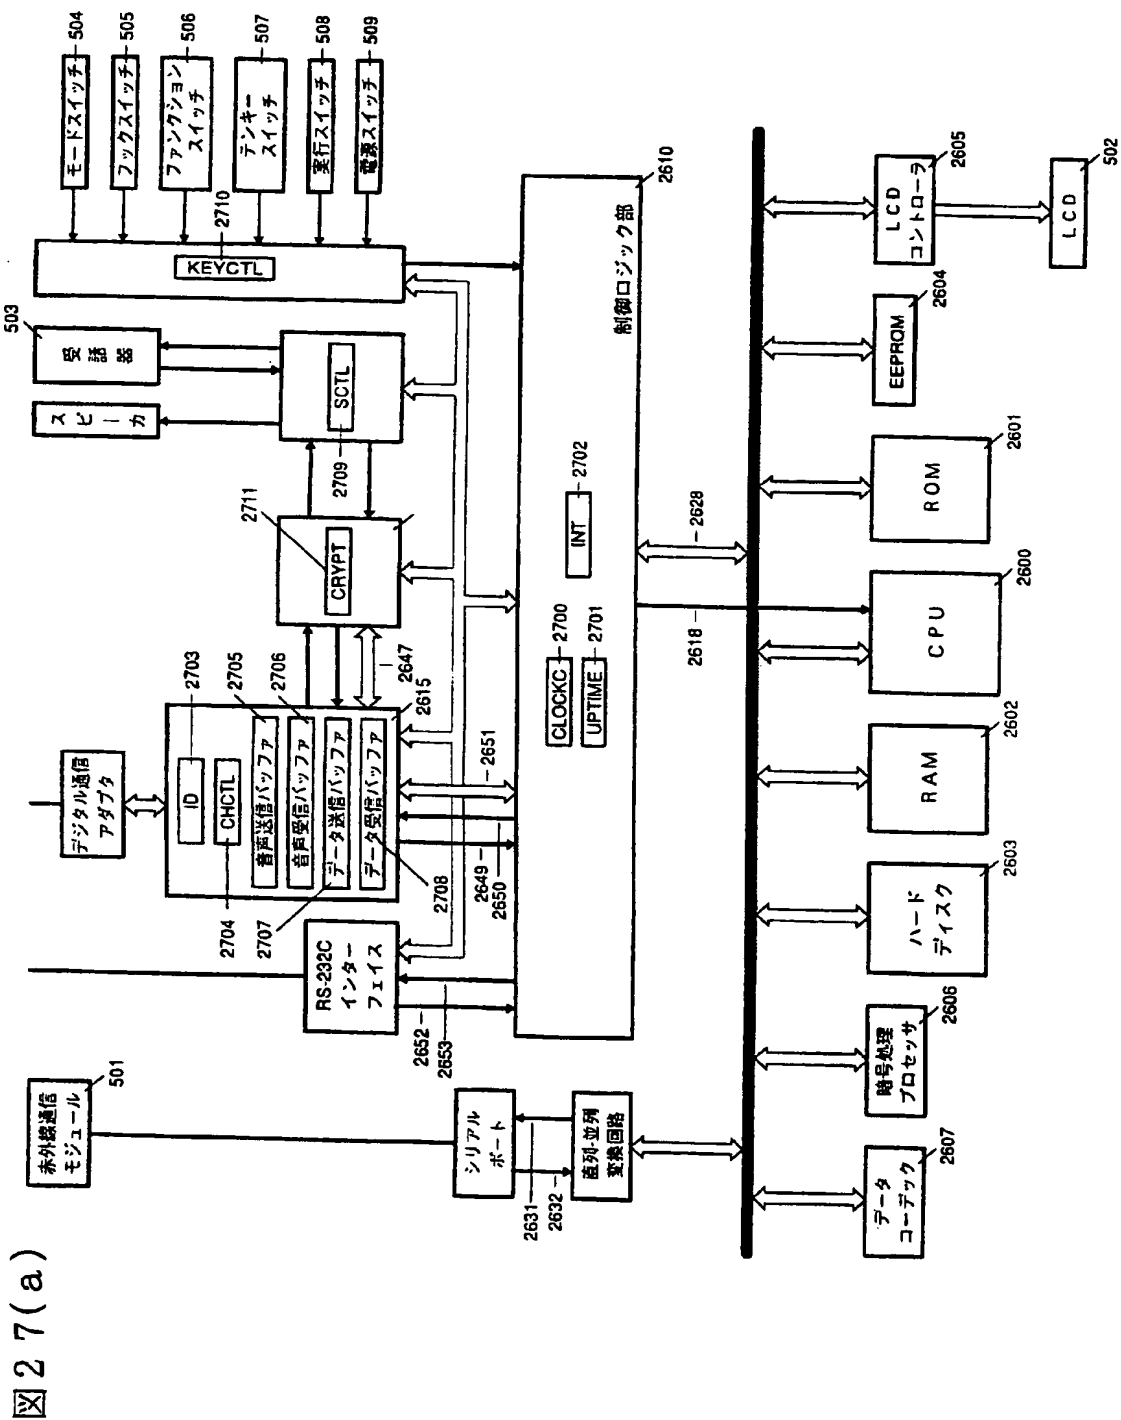 図２７(a)
赤外線通信
モジュール
501
シリアル
ポート
2631
2632
直列-並列
変換回路
RS-232C
インター
フェイス
2652
2653
デジタル通信
アダプタ
ID
2703
CHCTL
2704
音声送信バッファ
2705
音声受信バッファ
2706
データ送信バッファ
2707
データ受信バッファ
2708
2615
2647
2649
2650
2651
CRYPT
2711
スピーカ
受話器
503
SCTL
2709
KEYCTL
2710
モードスイッチ
504
フックスイッチ
505
ファンクション
スイッチ
506
テンキー
スイッチ
507
実行スイッチ
508
電源スイッチ
509
制御ロジック部
2610
CLOCKC
2700
UPTIME
2701
INT
2702
2618
2628
データ
コーデック
2607
暗号処理
プロセッサ
2606
ハード
ディスク
2603
RAM
2602
CPU
2600
ROM
2601
EEPROM
2604
LCD
コントローラ
2605
LCD
502